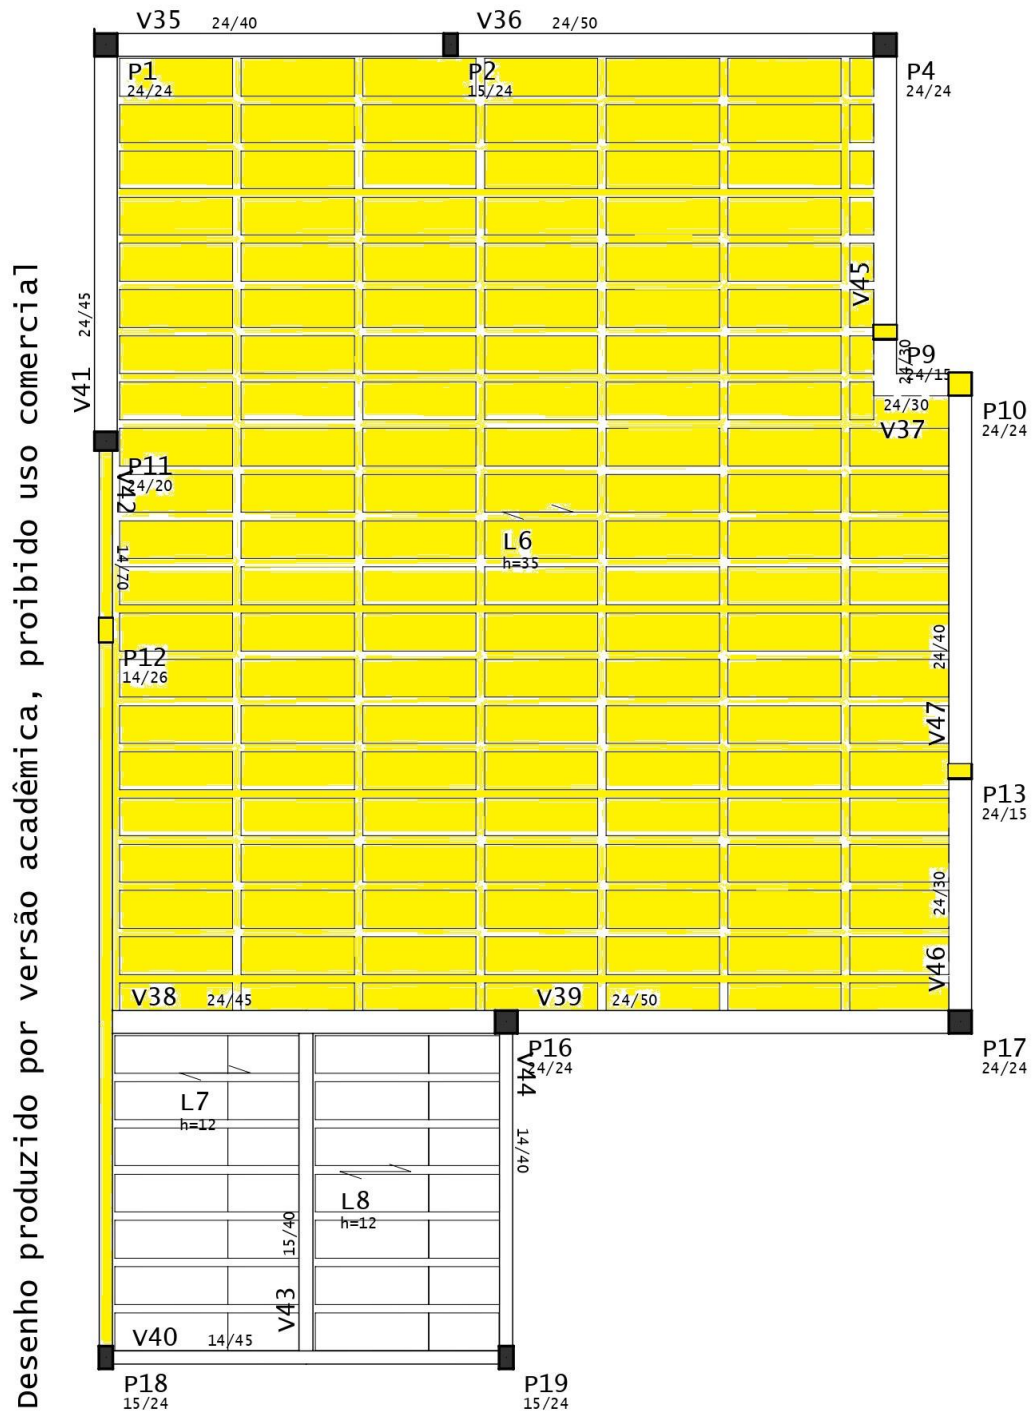 V35 24/40
V36 24/50
P1
24/24
P2
15/24
P4
24/24
V45
24/30
P9
24/15
24/30
V37
P10
24/24
24/45
V41
P11
24/20
V42
14/70
L6
h=35
P12
14/26
24/40
V47
P13
24/15
24/30
V46
V38 24/45
V39 24/50
P16
24/24
P17
24/24
V44
14/40
L7
h=12
L8
h=12
15/40
V43
V40 14/45
P18
15/24
P19
15/24
Desenho produzido por versão acadêmica, proibido uso comercial